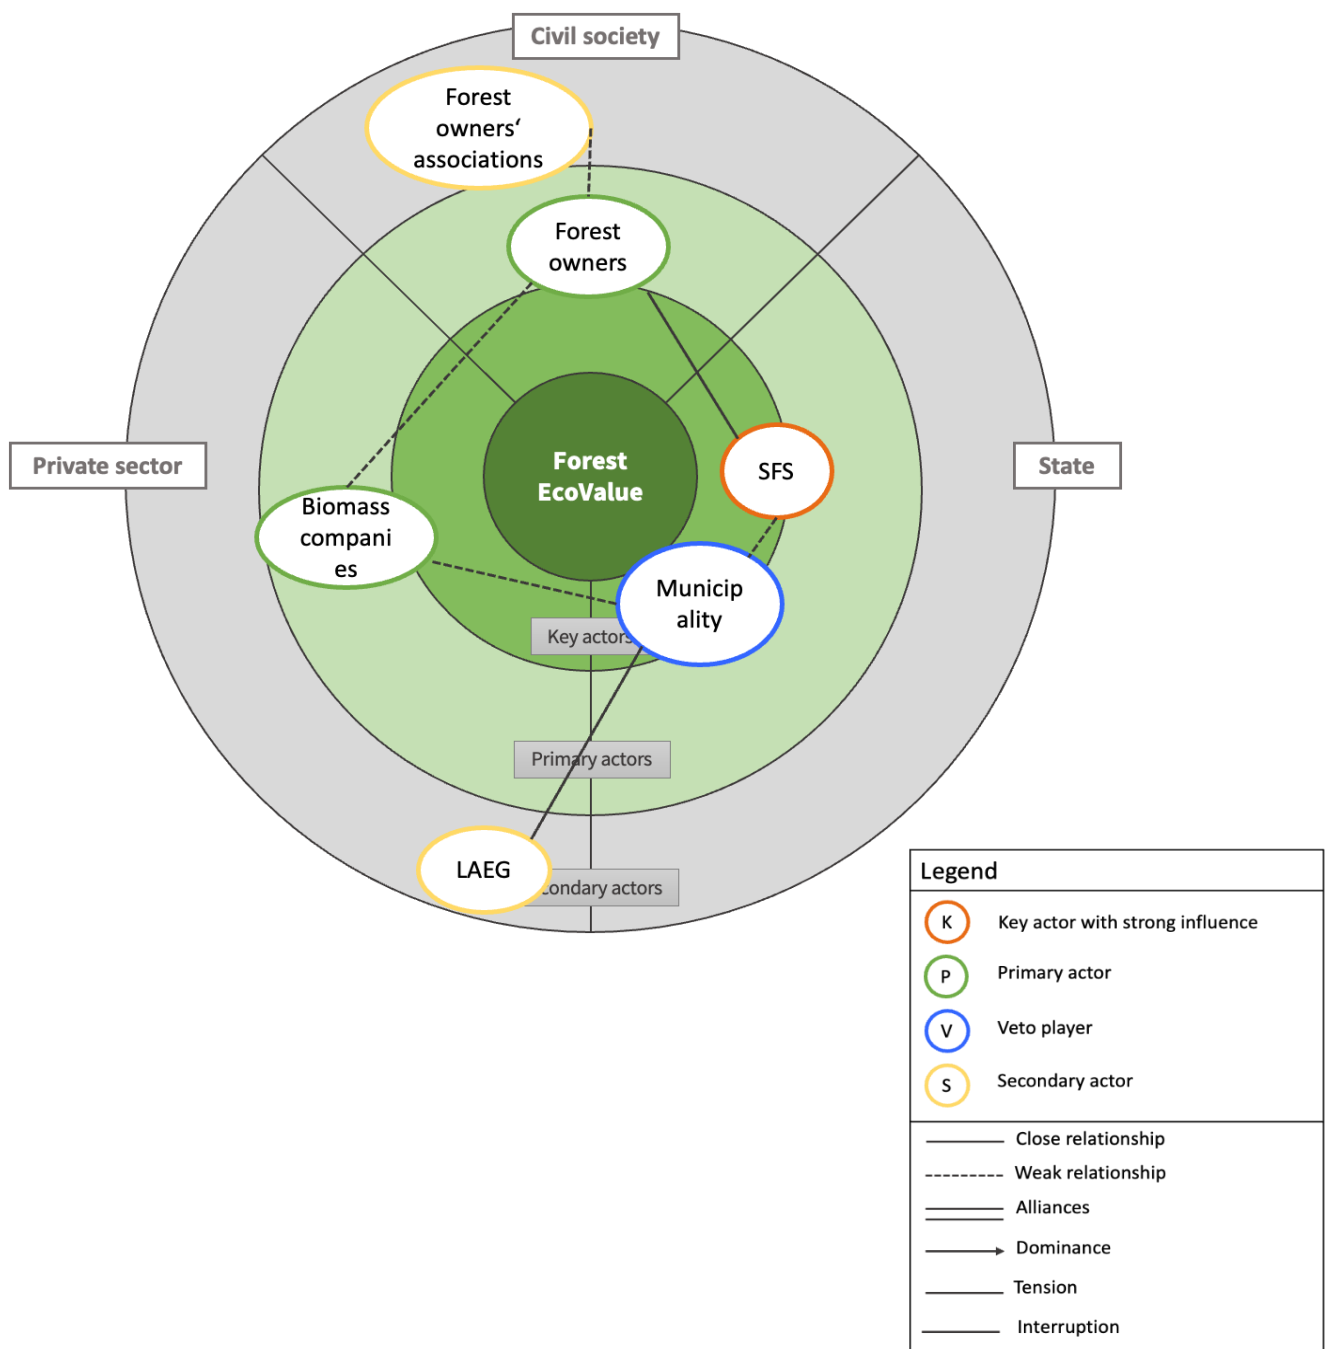 Civil society
Forest
owners‘
associations
Forest
owners
Private sector
State
Forest
EcoValue
SFS
Biomass
compani
es
Municip
ality
Key actors
Primary actors
LAEG
condary actors
Legend
K Key actor with strong influence
P Primary actor
V Veto player
S Secondary actor
Close relationship
Weak relationship
Alliances
Dominance
Tension
Interruption